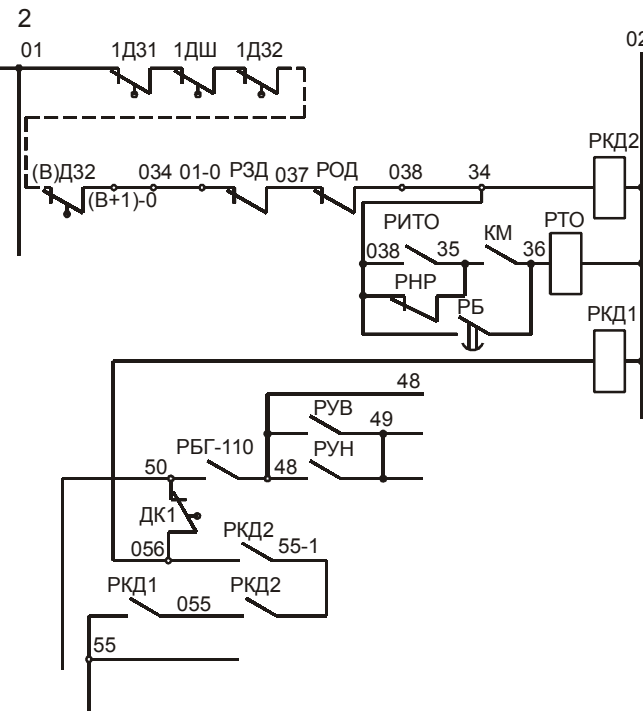 2
01 1ДЗ1 1ДШ 1ДЗ2 02
РКД2
(В)ДЗ2 (В+1)-0 034 01-0 РЗД 037 РОД 038 34
РИТО КМ РТО
038 35 36
РНР РБ
РКД1
48
РУВ 49
РБГ-110 РУН
50 48
ДК1
РКД2
056 55-1
РКД1 055 РКД2
55